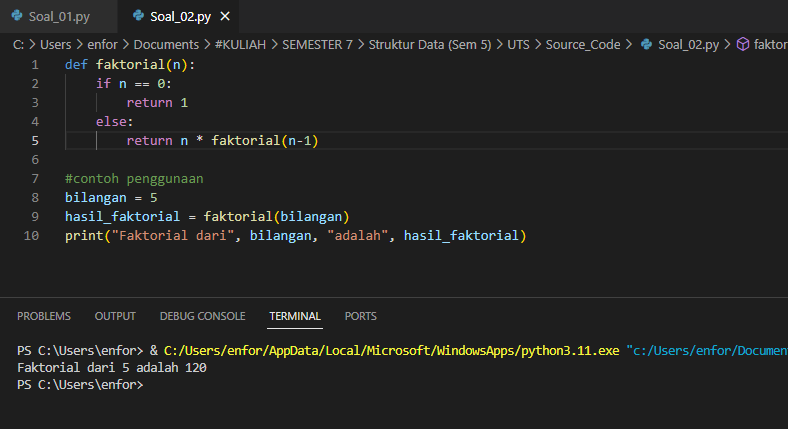 Soal_01.py Soal_02.py ×
C: > Users > enfor > Documents > #KULIAH > SEMESTER 7 > Struktur Data (Sem 5) > UTS > Source_Code > Soal_02.py > faktor
1 def faktorial(n):
2     if n == 0:
3         return 1
4     else:
5         return n * faktorial(n-1)
6
7 #contoh penggunaan
8 bilangan = 5
9 hasil_faktorial = faktorial(bilangan)
10 print("Faktorial dari", bilangan, "adalah", hasil_faktorial)
PROBLEMS OUTPUT DEBUG CONSOLE TERMINAL PORTS
PS C:\Users\enfor> & C:/Users/enfor/AppData/Local/Microsoft/WindowsApps/python3.11.exe "c:/Users/enfor/Documen
Faktorial dari 5 adalah 120
PS C:\Users\enfor>